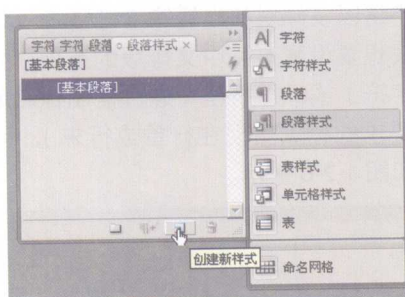 字符 字符 段落 段落样式 ×
[基本段落]
[基本段落]
创建新样式
字符
字符样式
段落
段落样式
表样式
单元格样式
表
命名网格